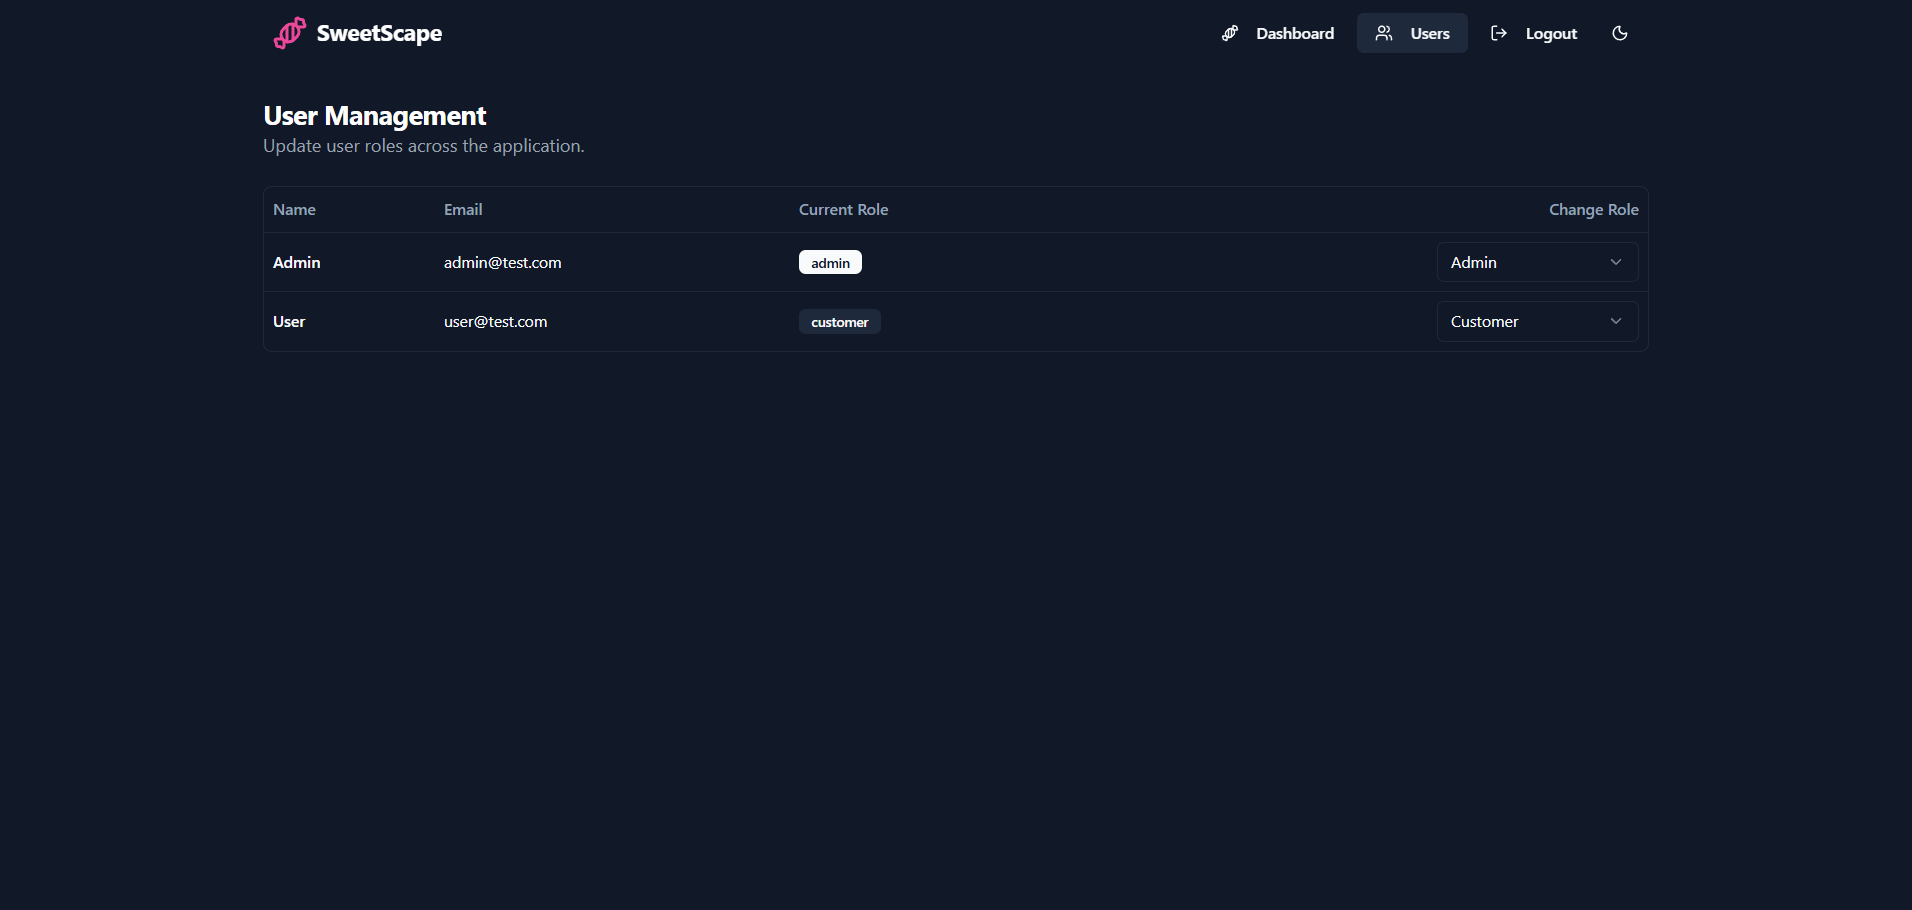 SweetScape
Dashboard
Users
Logout
User Management
Update user roles across the application.
Name Email Current Role Change Role
Admin admin@test.com admin Admin
User user@test.com customer Customer